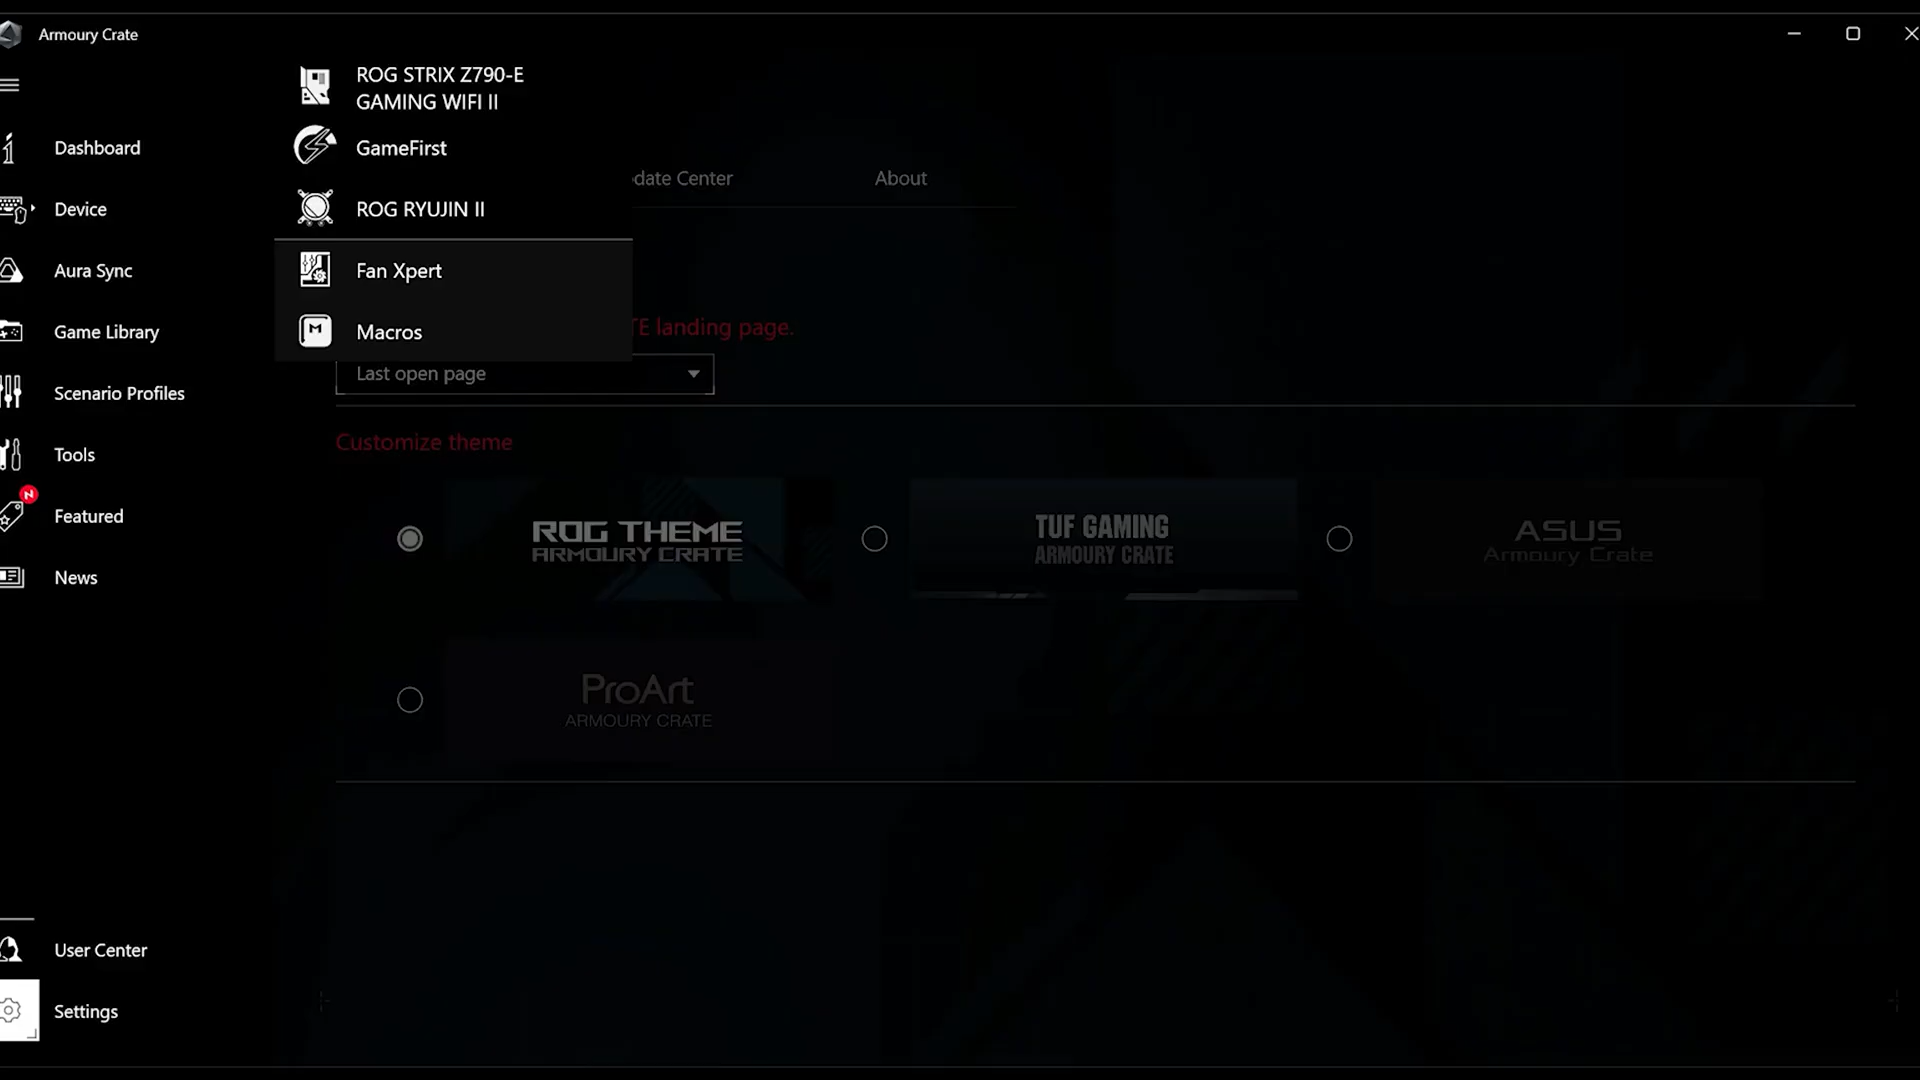 Armoury Crate
Dashboard
Device
Aura Sync
Game Library
Scenario Profiles
Tools
Featured
News
User Center
Settings
ROG STRIX Z790-E
GAMING WIFI II
GameFirst
ROG RYUJIN II
Fan Xpert
Macros
date Center
About
TE landing page.
Last open page
Customize theme
ROG THEME
ARMOURY CRATE
TUF GAMING
ARMOURY CRATE
ASUS
Armoury Crate
ProArt
ARMOURY CRATE